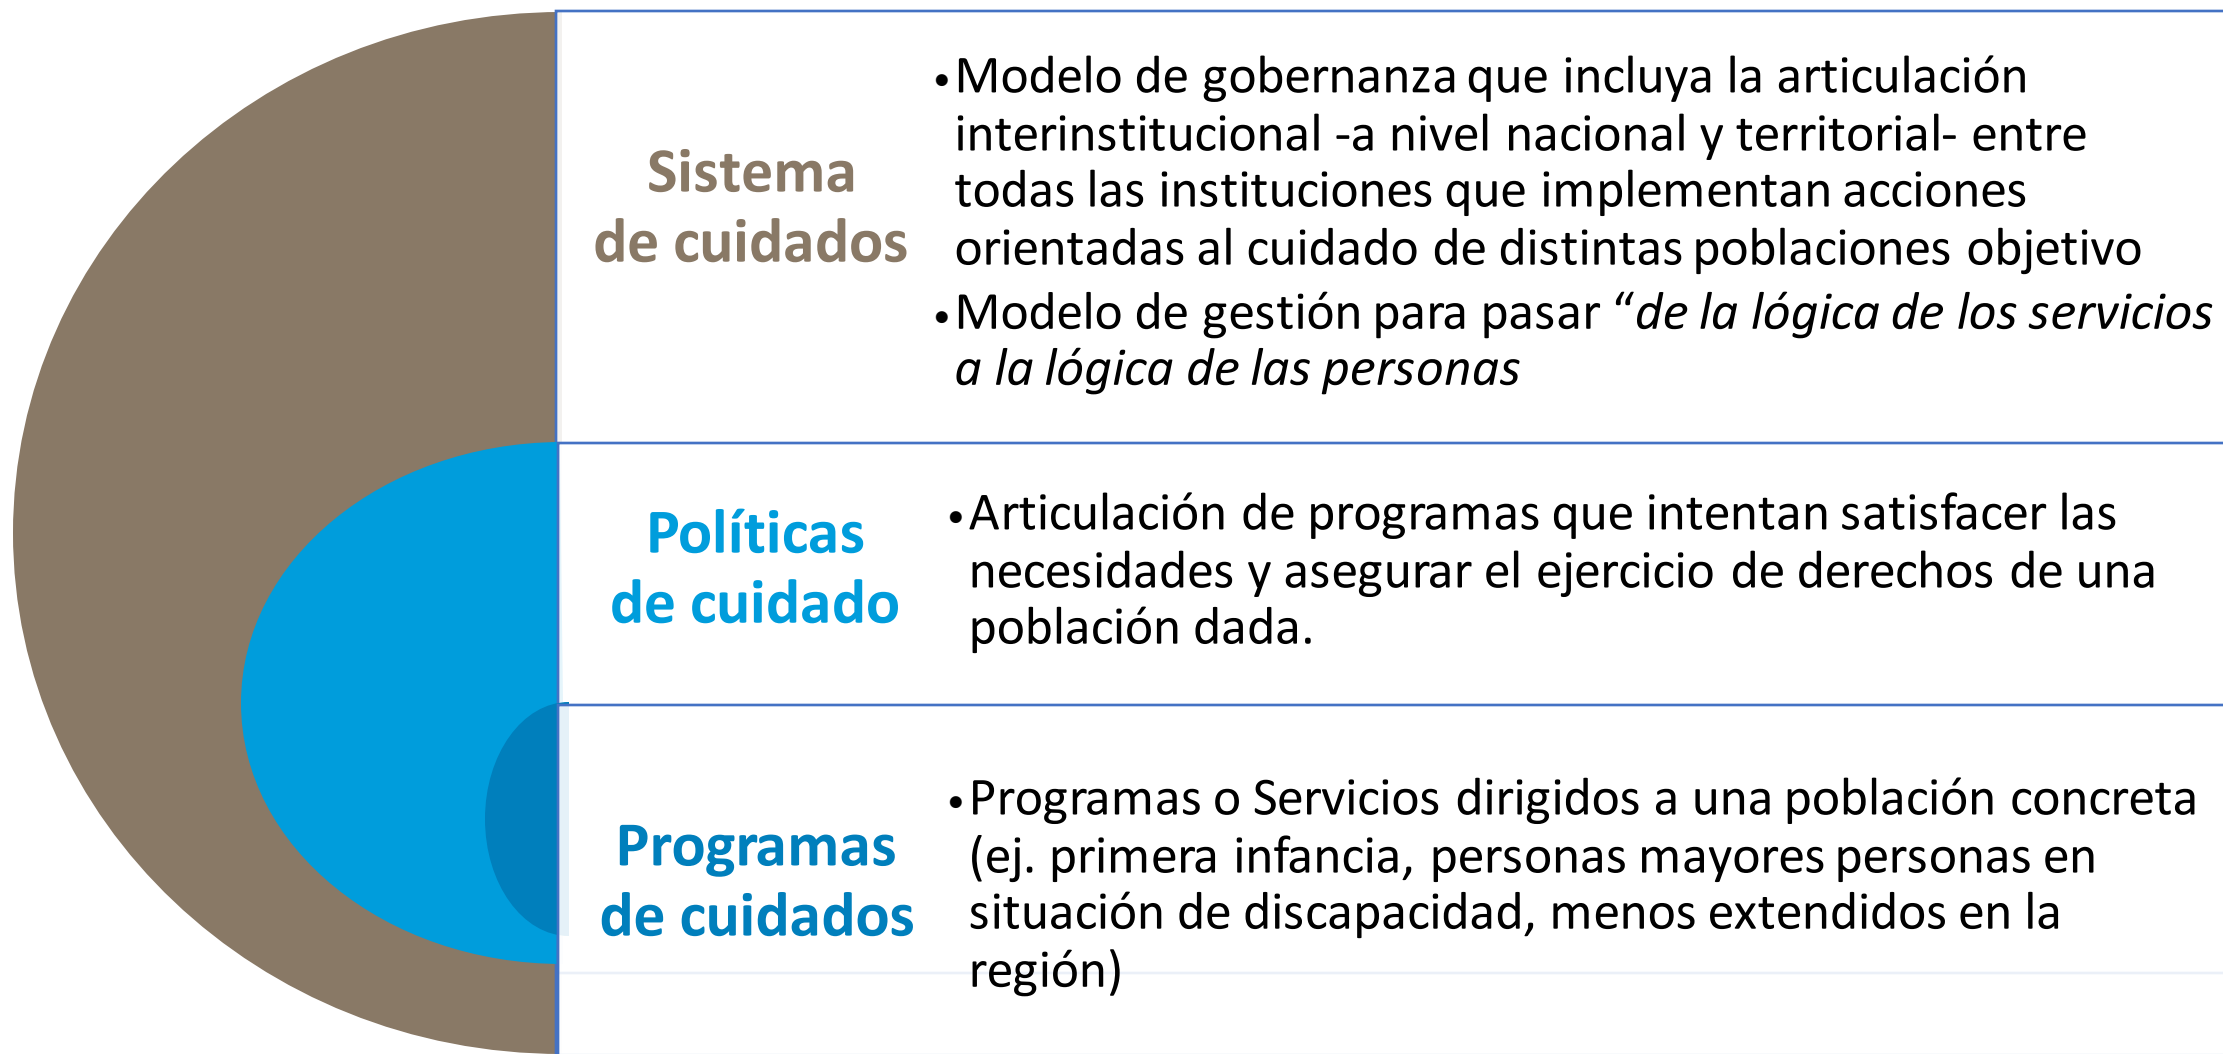 Sistema
de cuidados
•Modelo de gobernanza que incluya la articulación
interinstitucional -a nivel nacional y territorial- entre
todas las instituciones que implementan acciones
orientadas al cuidado de distintas poblaciones objetivo
•Modelo de gestión para pasar “de la lógica de los servicios
a la lógica de las personas
Políticas
de cuidado
•Articulación de programas que intentan satisfacer las
necesidades y asegurar el ejercicio de derechos de una
población dada.
Programas
de cuidados
•Programas o Servicios dirigidos a una población concreta
(ej. primera infancia, personas mayores personas en
situación de discapacidad, menos extendidos en la
región)